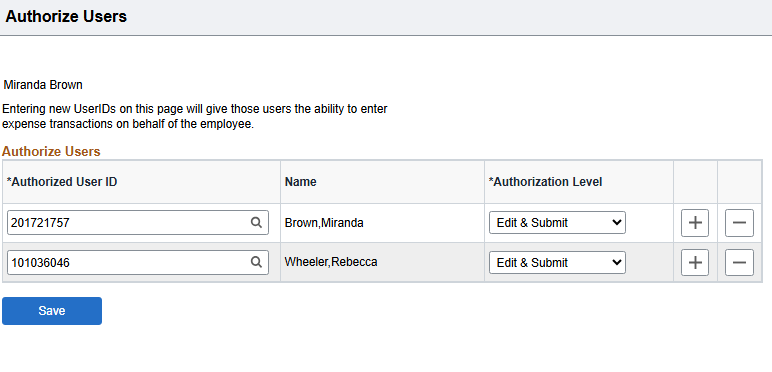 Authorize Users
Miranda Brown
Entering new UserIDs on this page will give those users the ability to enter
expense transactions on behalf of the employee.
Authorize Users
*Authorized User ID Name *Authorization Level
201721757 Brown,Miranda Edit & Submit
101036046 Wheeler,Rebecca Edit & Submit
Save